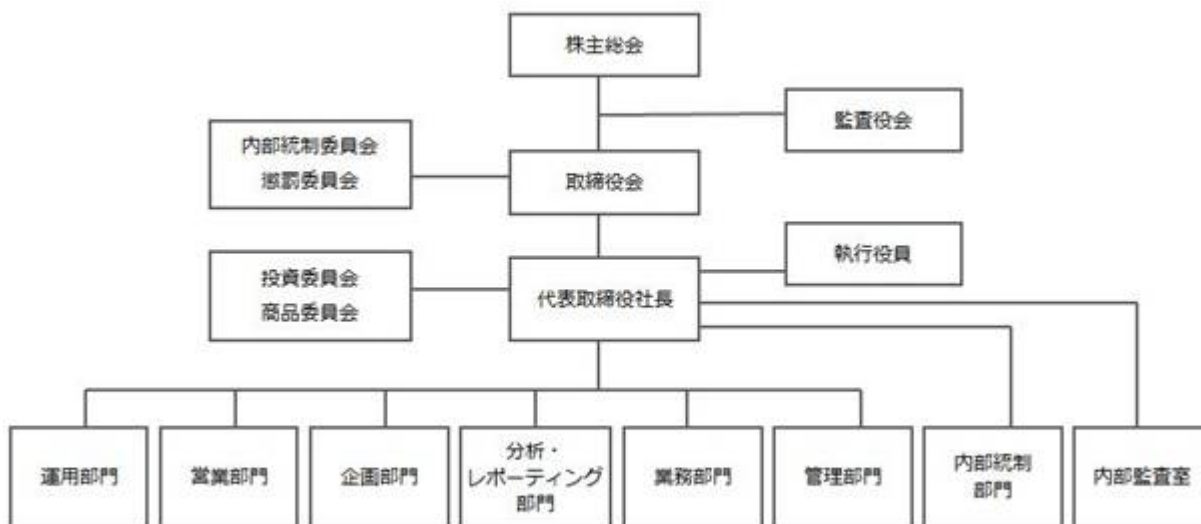 株主総会
監査役会
内部統制委員会
懲罰委員会
取締役会
執行役員
投資委員会
商品委員会
代表取締役社長
運用部門
営業部門
企画部門
分析・
レポーティング
部門
業務部門
管理部門
内部統制
部門
内部監査室